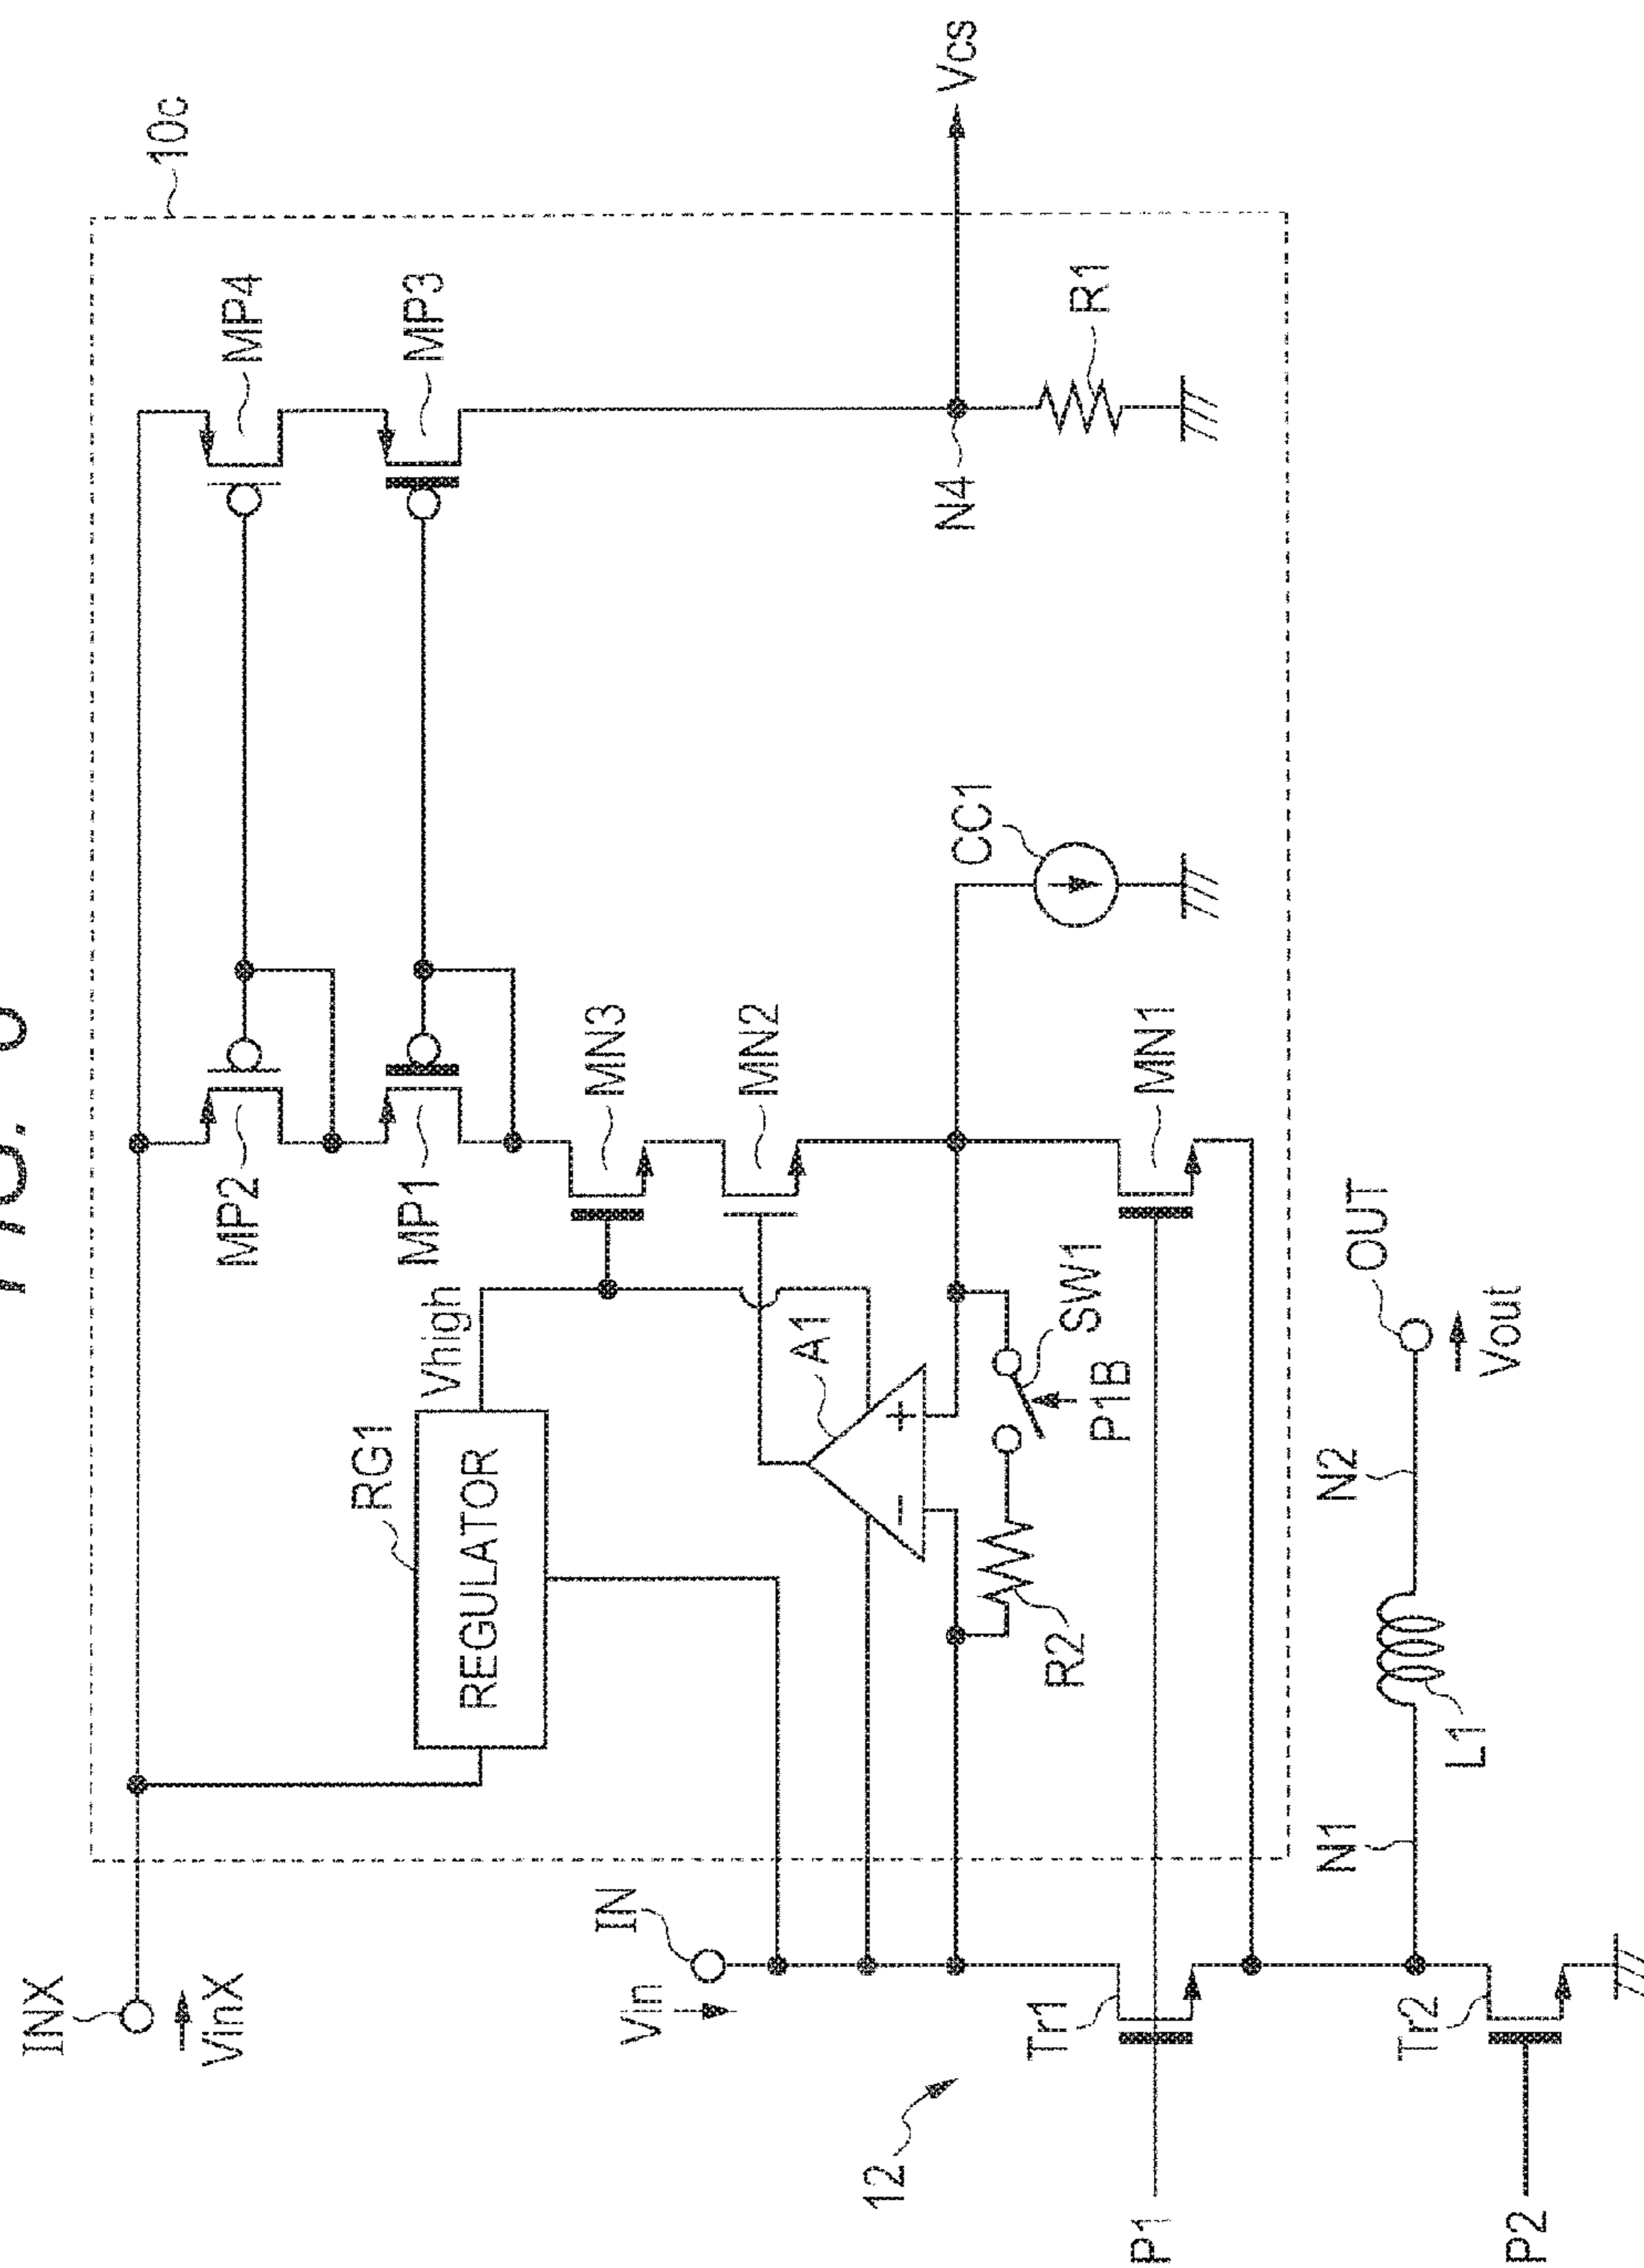 INX
VinX
10c
MP4
MP3
MP2
MP1
RG1
REGULATOR
Vhigh
MN3
MN2
A1
−
+
SW1
P1B
R2
CC1
MN1
N4
Vcs
R1
IN
Vin
12
P1
Tr1
P2
Tr2
N1
L1
N2
OUT
Vout